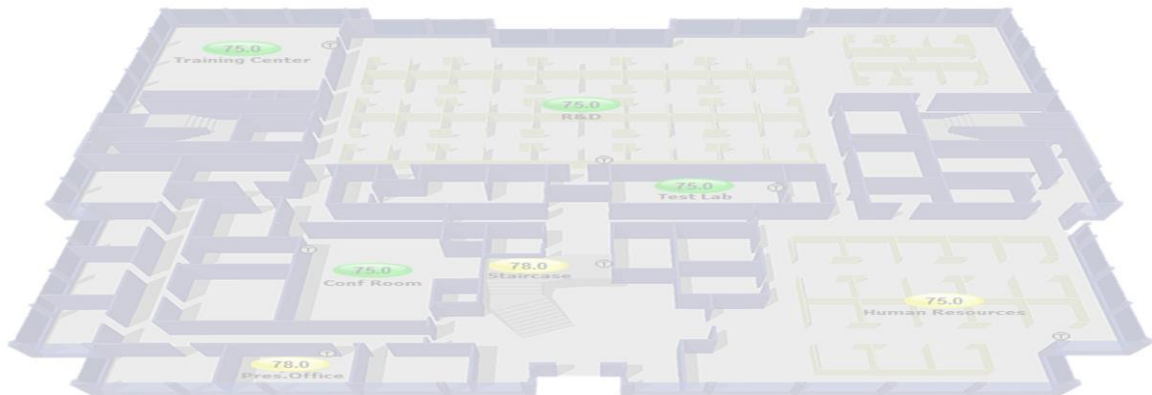 75.0
Training Center
75.0
R&D
75.0
Test Lab
78.0
Staircase
75.0
Conf Room
75.0
Human Resources
78.0
Pres.Office
T
T
T
T
T
T
T